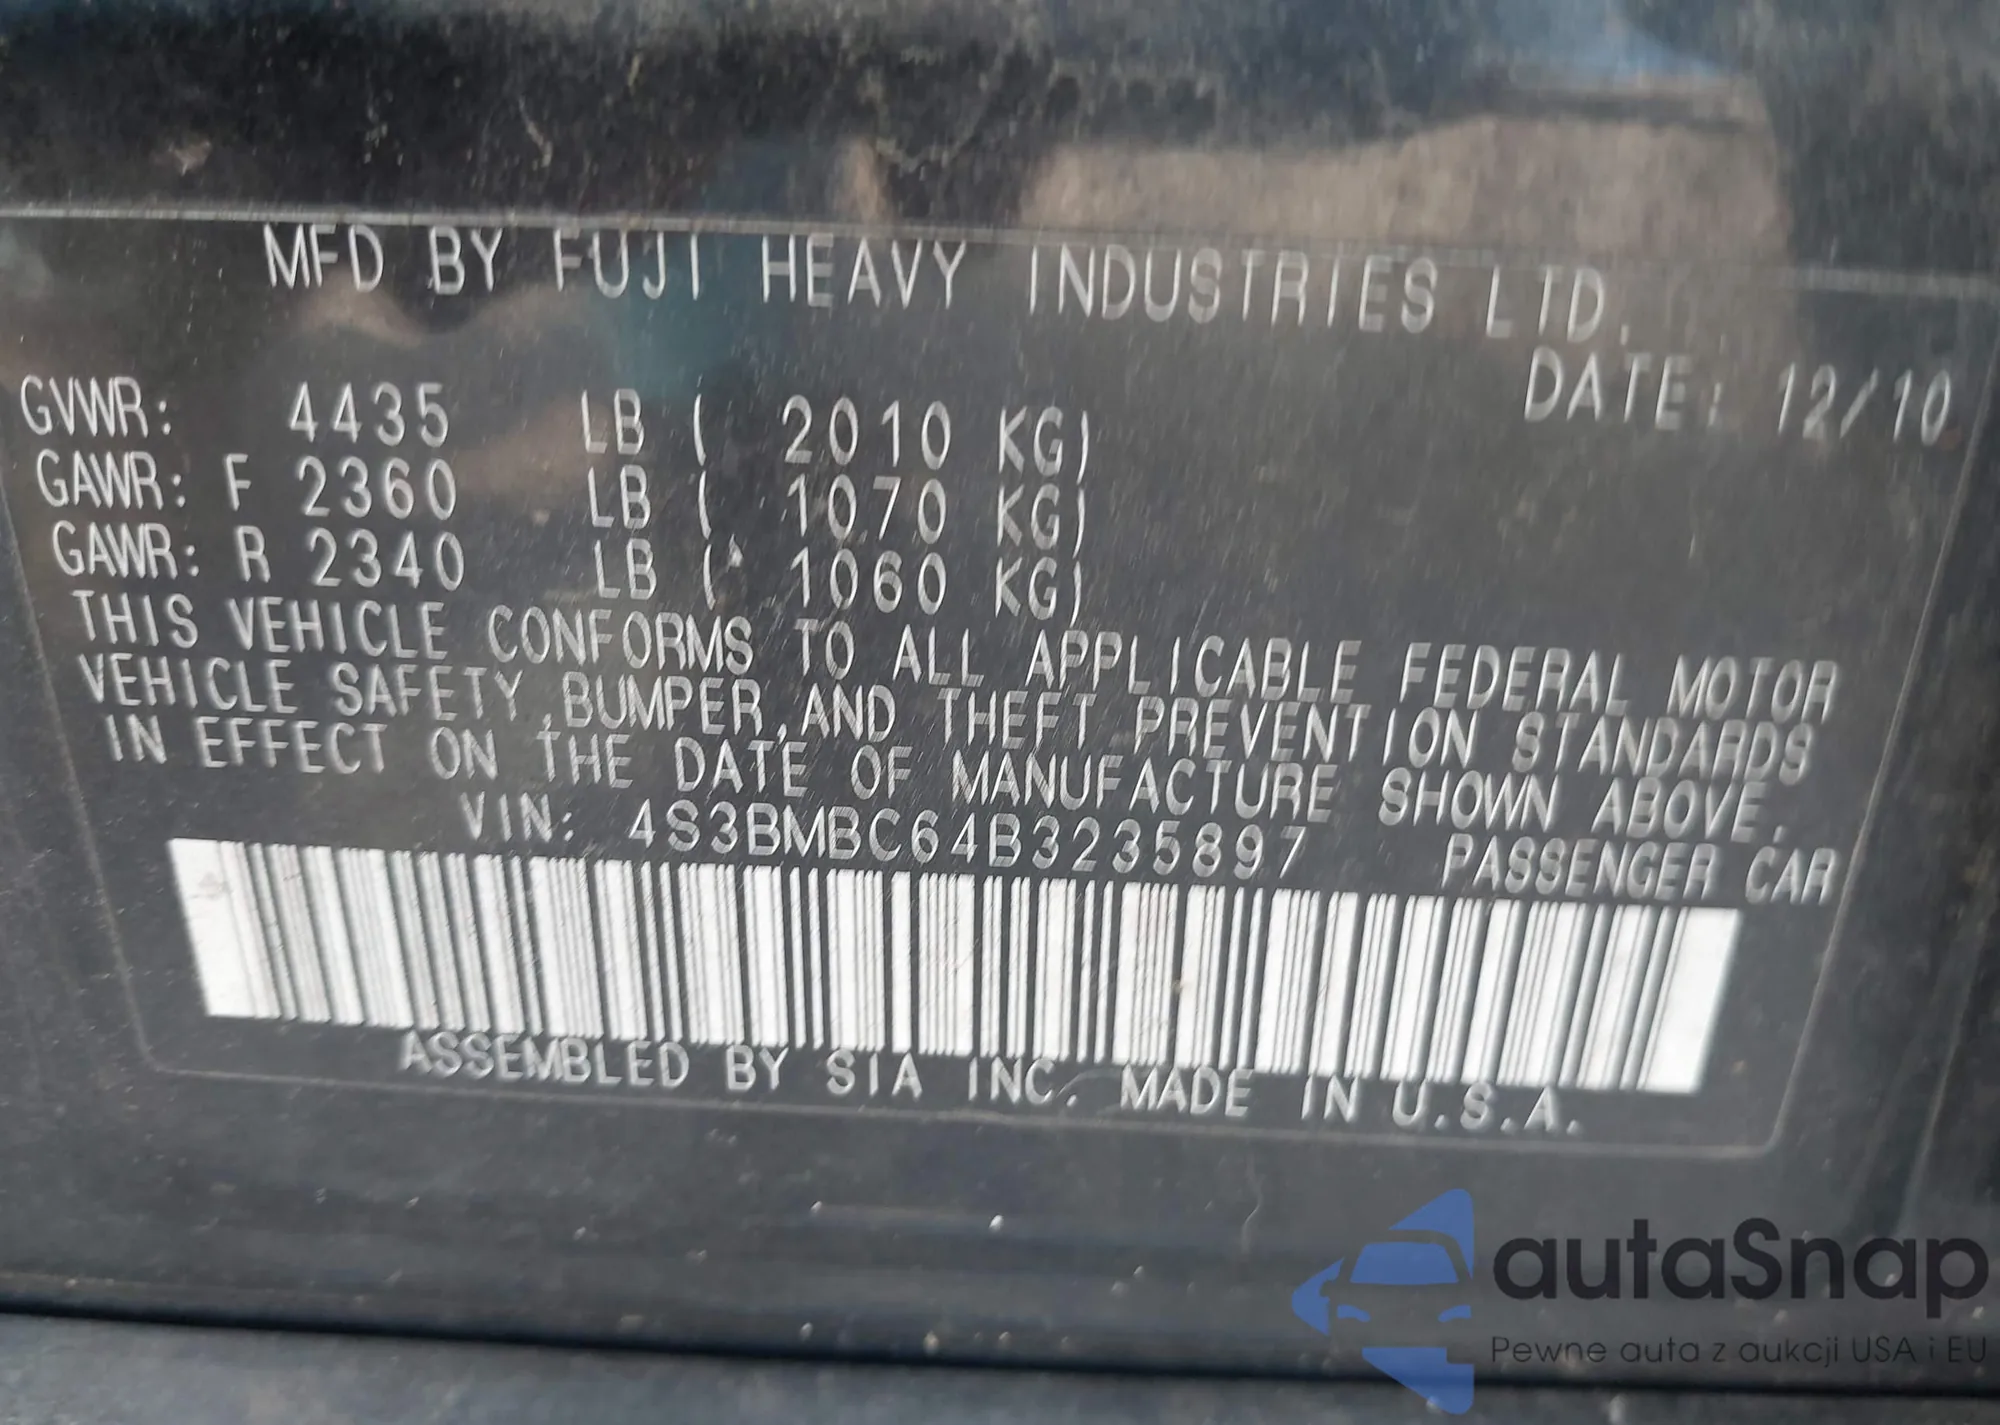 MFD BY FUJI HEAVY INDUSTRIES LTD.
DATE: 12/10
GVWR: 4435 LB ( 2010 KG)
GAWR: F 2360 LB ( 1070 KG)
GAWR: R 2340 LB ( 1060 KG)
THIS VEHICLE CONFORMS TO ALL APPLICABLE FEDERAL MOTOR
VEHICLE SAFETY,BUMPER,AND THEFT PREVENTION STANDARDS
IN EFFECT ON THE DATE OF MANUFACTURE SHOWN ABOVE.
VIN: 4S3BMBC64B3235897 PASSENGER CAR
ASSEMBLED BY SIA INC. MADE IN U.S.A.
autaSnap
Pewne auta z aukcji USA i EU